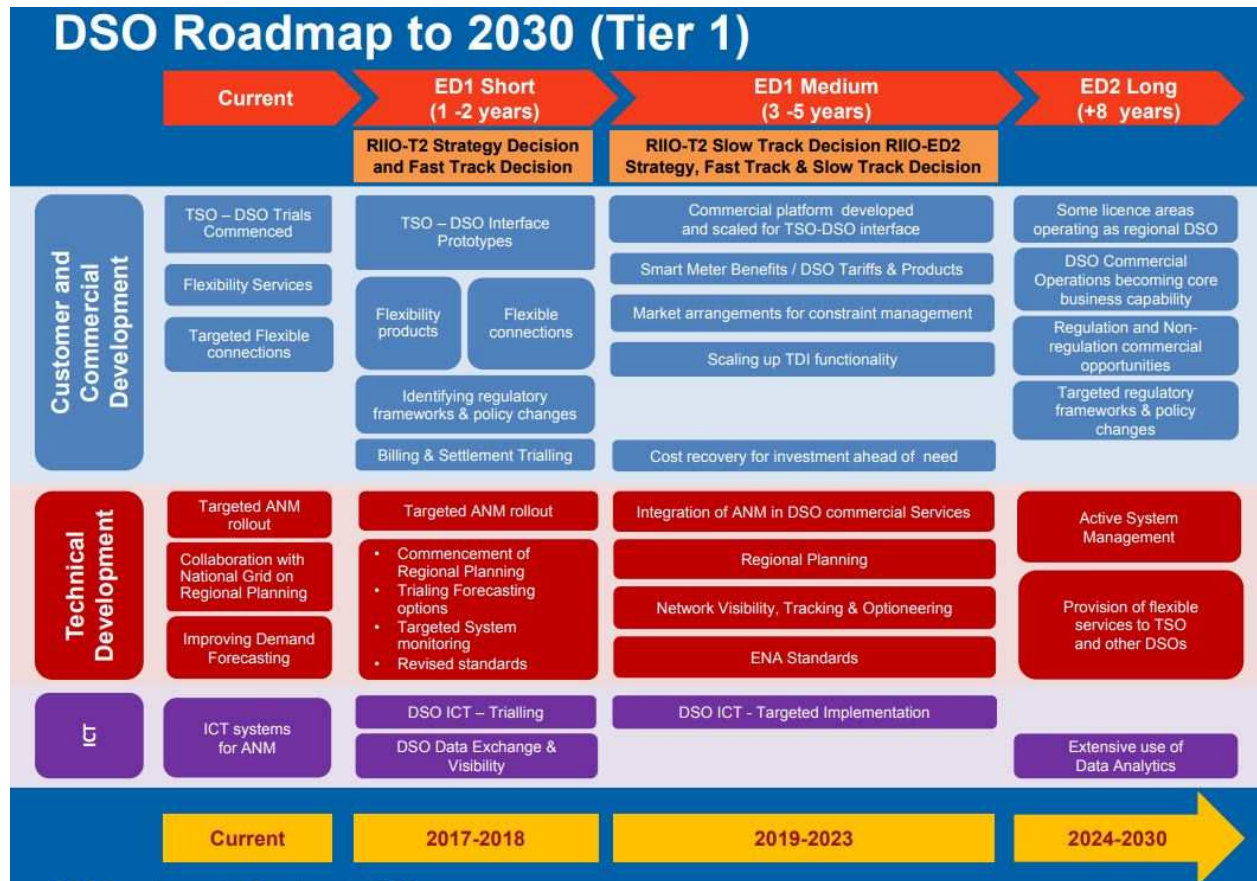 DSO Roadmap to 2030 (Tier 1)
Current
ED1 Short
(1 -2 years)
ED1 Medium
(3 -5 years)
ED2 Long
(+8 years)
RIIO-T2 Strategy Decision
and Fast Track Decision
RIIO-T2 Slow Track Decision RIIO-ED2
Strategy, Fast Track & Slow Track Decision
Customer and
Commercial
Development
TSO – DSO Trials
Commenced
Flexibility Services
Targeted Flexible
connections
TSO – DSO Interface
Prototypes
Flexibility
products
Flexible
connections
Identifying regulatory
frameworks & policy changes
Billing & Settlement Trialling
Commercial platform developed
and scaled for TSO-DSO interface
Smart Meter Benefits / DSO Tariffs & Products
Market arrangements for constraint management
Scaling up TDI functionality
Cost recovery for investment ahead of need
Some licence areas
operating as regional DSO
DSO Commercial
Operations becoming core
business capability
Regulation and Non-
regulation commercial
opportunities
Targeted regulatory
frameworks & policy
changes
Technical
Development
Targeted ANM
rollout
Collaboration with
National Grid on
Regional Planning
Improving Demand
Forecasting
Targeted ANM rollout
• Commencement of
Regional Planning
• Trialing Forecasting
options
• Targeted System
monitoring
• Revised standards
Integration of ANM in DSO commercial Services
Regional Planning
Network Visibility, Tracking & Optioneering
ENA Standards
Active System
Management
Provision of flexible
services to TSO
and other DSOs
ICT
ICT systems
for ANM
DSO ICT – Trialling
DSO Data Exchange &
Visibility
DSO ICT - Targeted Implementation
Extensive use of
Data Analytics
Current
2017-2018
2019-2023
2024-2030